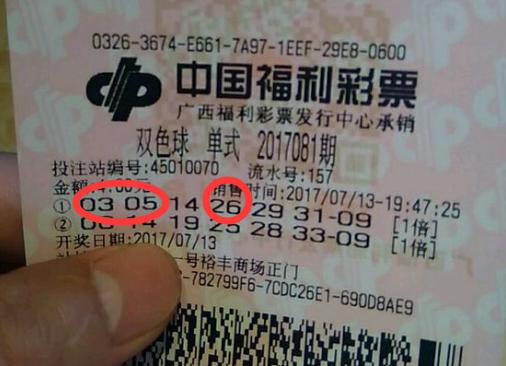 0326-3674-E661-7A97-1EEF-29E8-0600
中国福利彩票
广西福利彩票发行中心承销
双色球 单式 2017081期
投注站编号:45010070 流水号:157
金额 销售时间:2017/07/13-19:47:25
① 03 05 14 26 29 31-09 [1倍]
② 14 19 25 28 33-09 [1倍]
开奖日期:2017/07/13
一号裕丰商场正门
-782799F6-7CDC26E1-690D8AE9